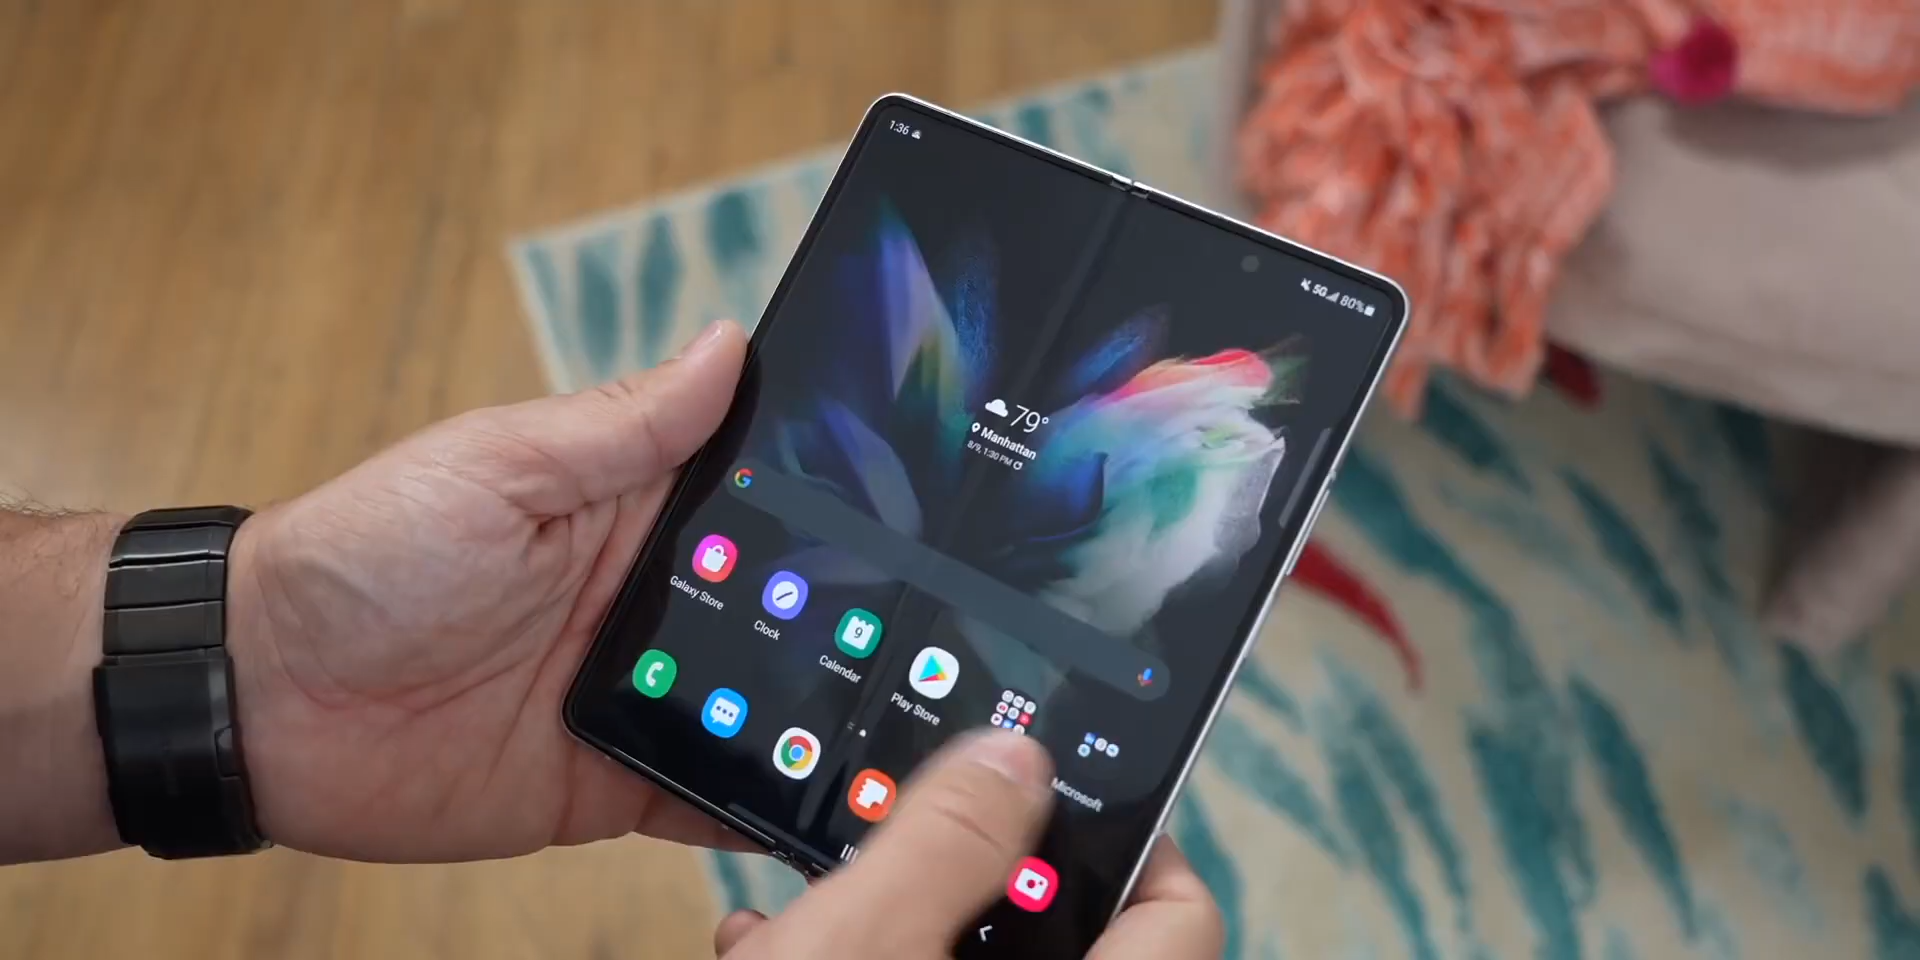 1:36
5G 80%
79°
Manhattan
8/9, 1:30 PM
G
Galaxy Store
Clock
9
Calendar
Play Store
Microsoft